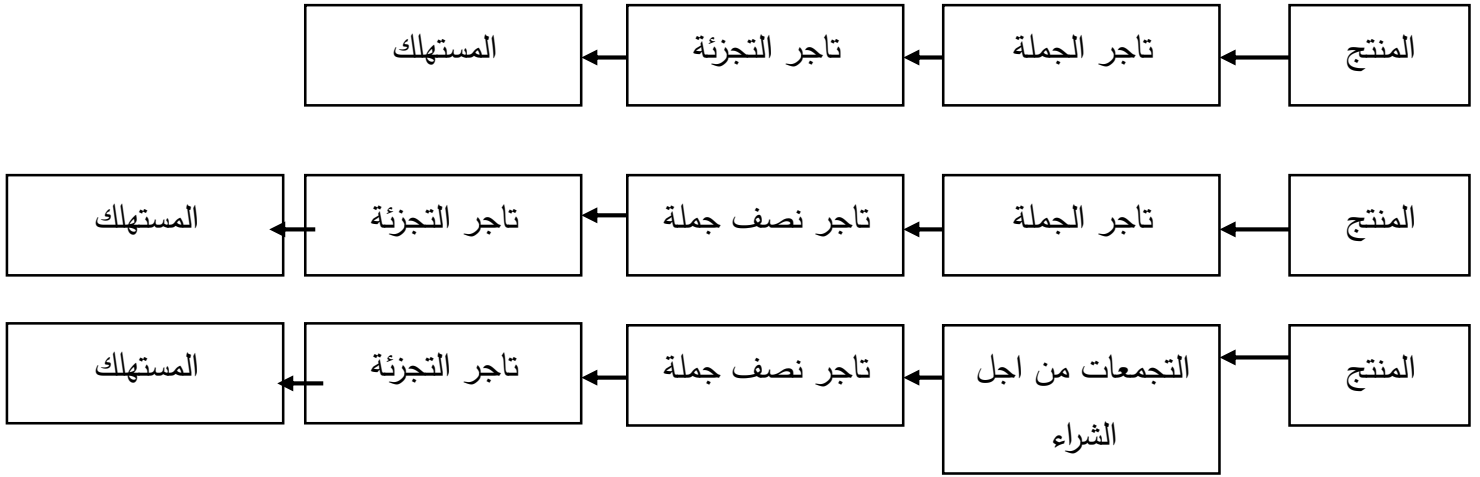 المنتج
تاجر الجملة
تاجر التجزئة
المستهلك
المنتج
تاجر الجملة
تاجر نصف جملة
تاجر التجزئة
المستهلك
المنتج
التجمعات من اجل
الشراء
تاجر نصف جملة
تاجر التجزئة
المستهلك